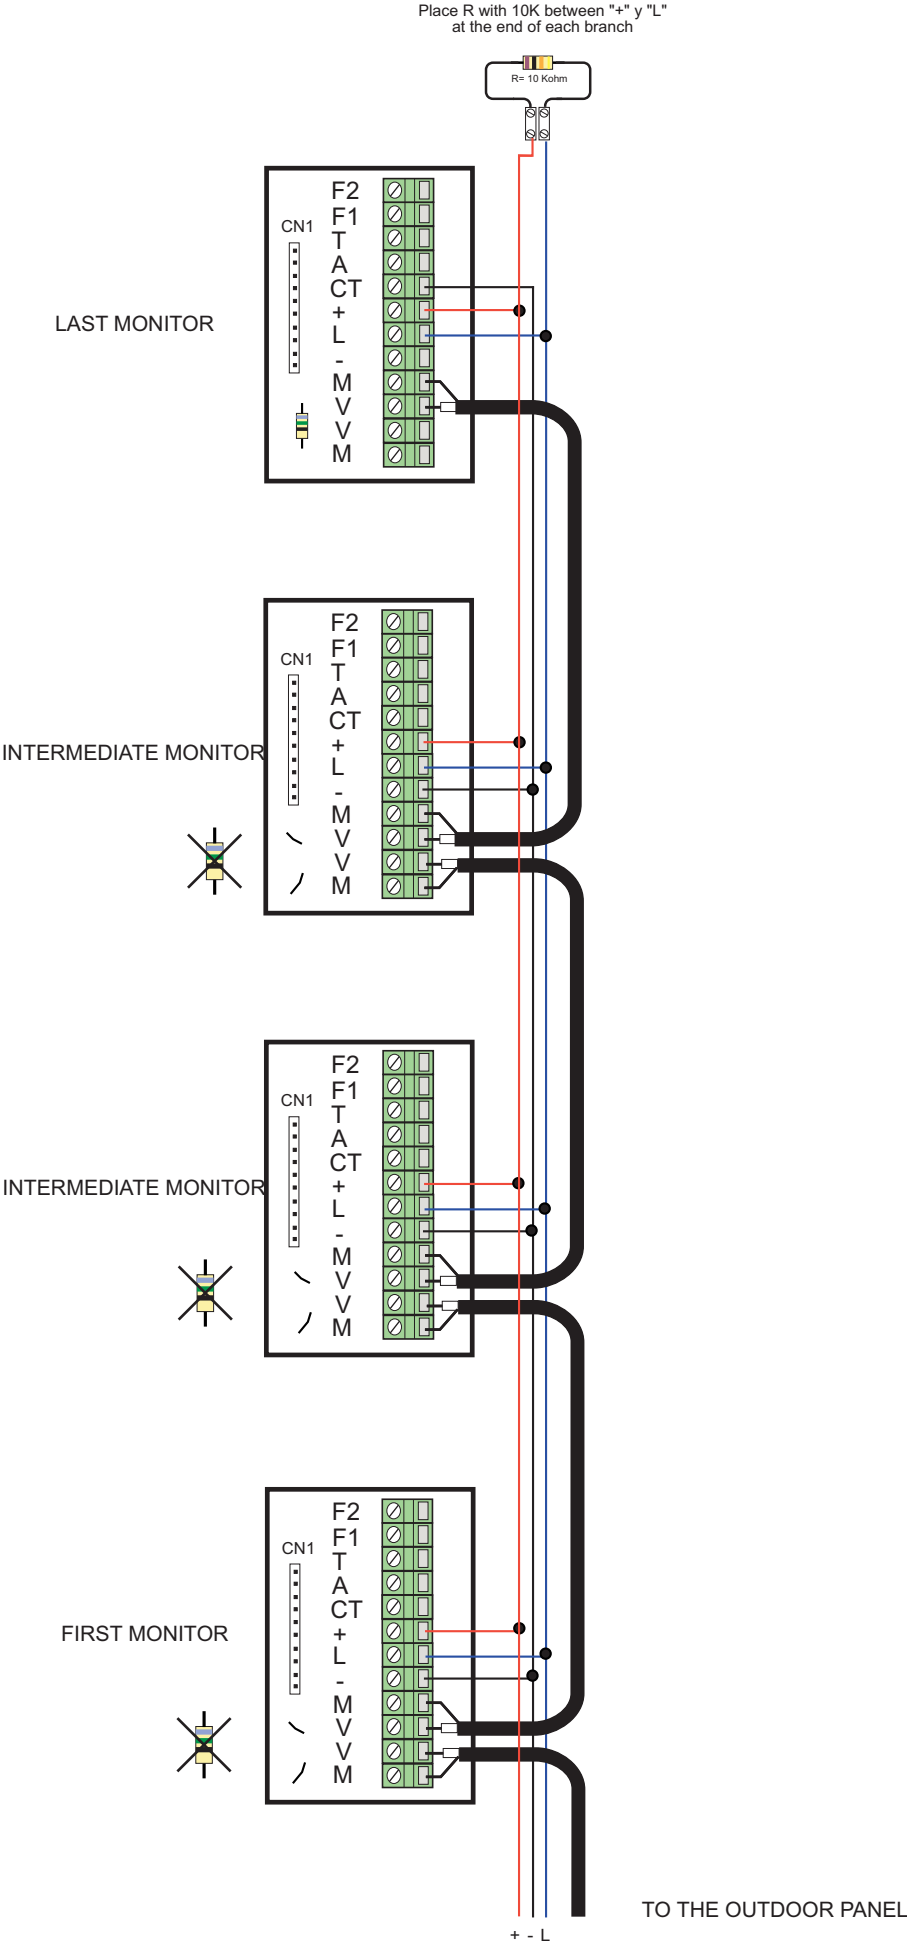 Place R with 10K between "+" y "L"
at the end of each branch
R= 10 Kohm
LAST MONITOR
CN1
F2
F1
T
A
CT
+
L
-
M
V
V
M
INTERMEDIATE MONITOR
CN1
F2
F1
T
A
CT
+
L
-
M
V
V
M
INTERMEDIATE MONITOR
CN1
F2
F1
T
A
CT
+
L
-
M
V
V
M
FIRST MONITOR
CN1
F2
F1
T
A
CT
+
L
-
M
V
V
M
TO THE OUTDOOR PANEL
+ - L